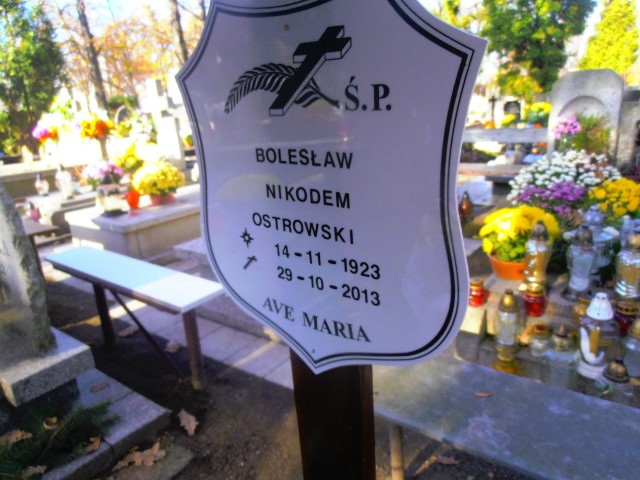 Ś.P.
BOLESŁAW
NIKODEM
OSTROWSKI
14-11-1923
29-10-2013
AVE MARIA